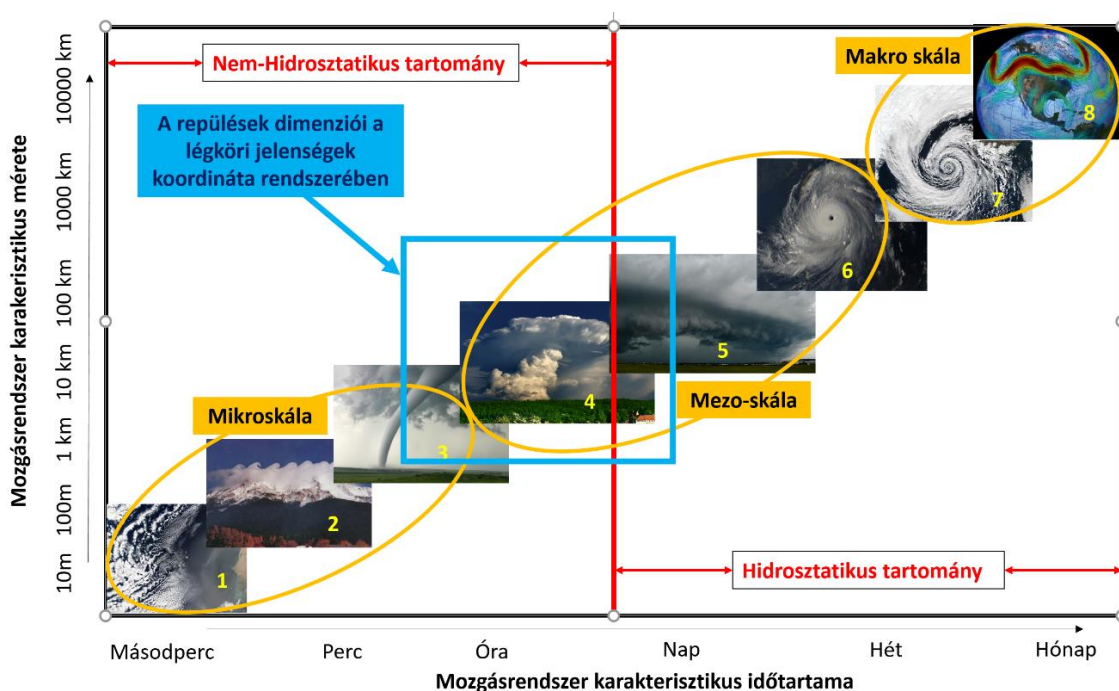 Nem-Hidrosztatikus tartomány
Makro skála
A repülések dimenziói a
légköri jelenségek
koordináta rendszerében
Mozgásrendszer karakerisztikus mérete
10000 km
1000 km
100 km
10 km
1 km
100m
10m
8
7
6
5
4
Mezo-skála
Mikroskála
3
2
1
Hidrosztatikus tartomány
Másodperc
Perc
Óra
Nap
Hét
Hónap
Mozgásrendszer karakterisztikus időtartama